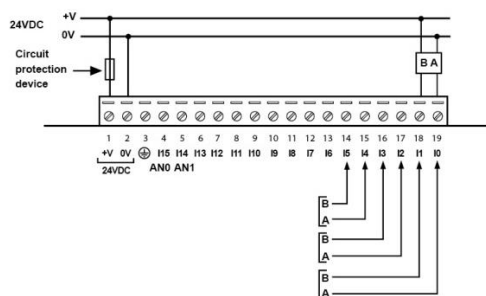 +V
24VDC
0V
Circuit
protection
device
B A
1 2 3 4 5 6 7 8 9 10 11 12 13 14 15 16 17 18 19
+V 0V I15 I14 I13 I12 I11 I10 I9 I8 I7 I6 I5 I4 I3 I2 I1 I0
24VDC AN0 AN1
B
A
B
A
B
A